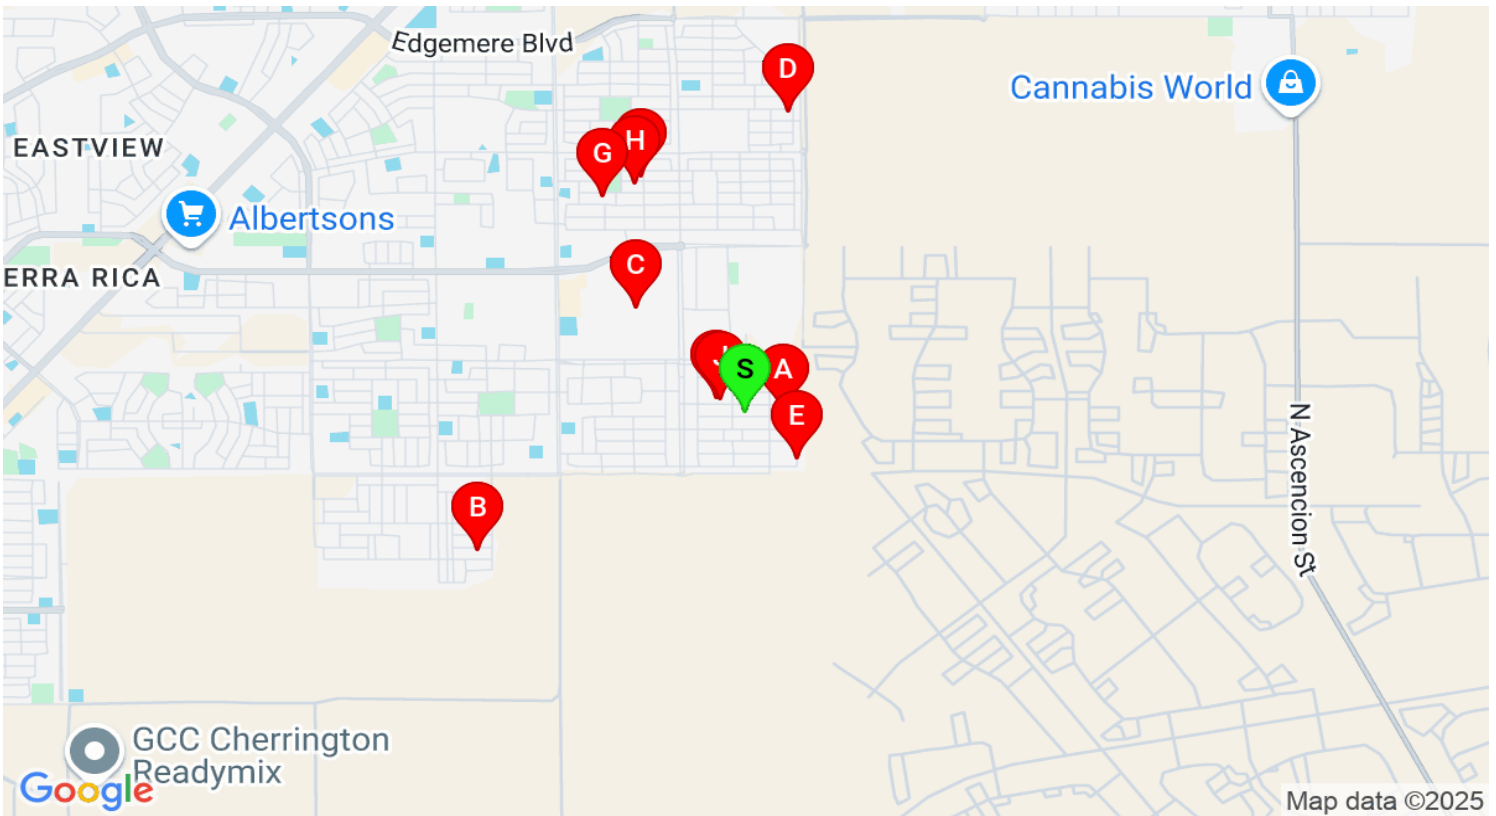 Edgemere Blvd
D
Cannabis World
EASTVIEW
H
G
Albertsons
C
ERRA RICA
J
S
A
E
N Ascencion St
B
GCC Cherrington
Readymix
Google
Map data ©2025